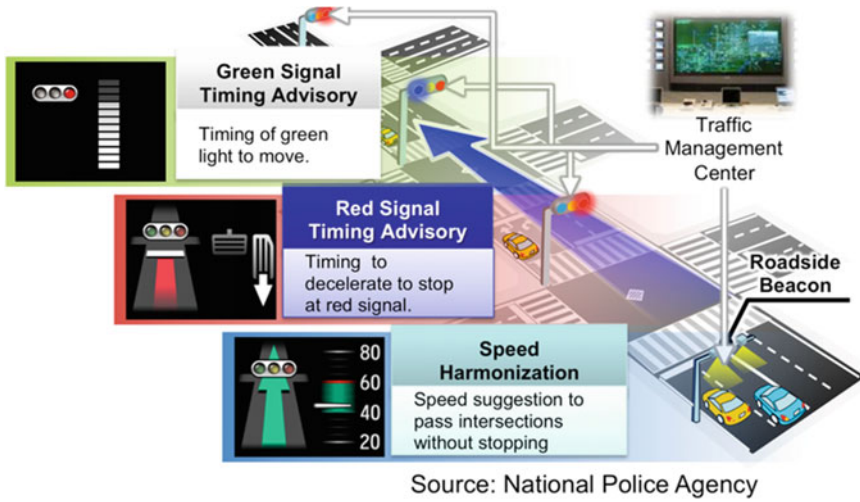 Green Signal
Timing Advisory
Timing of green
light to move.
Traffic
Management
Center
Red Signal
Timing Advisory
Timing to
decelerate to stop
at red signal.
Roadside
Beacon
Speed
Harmonization
Speed suggestion to
pass intersections
without stopping
80
60
40
20
Source: National Police Agency